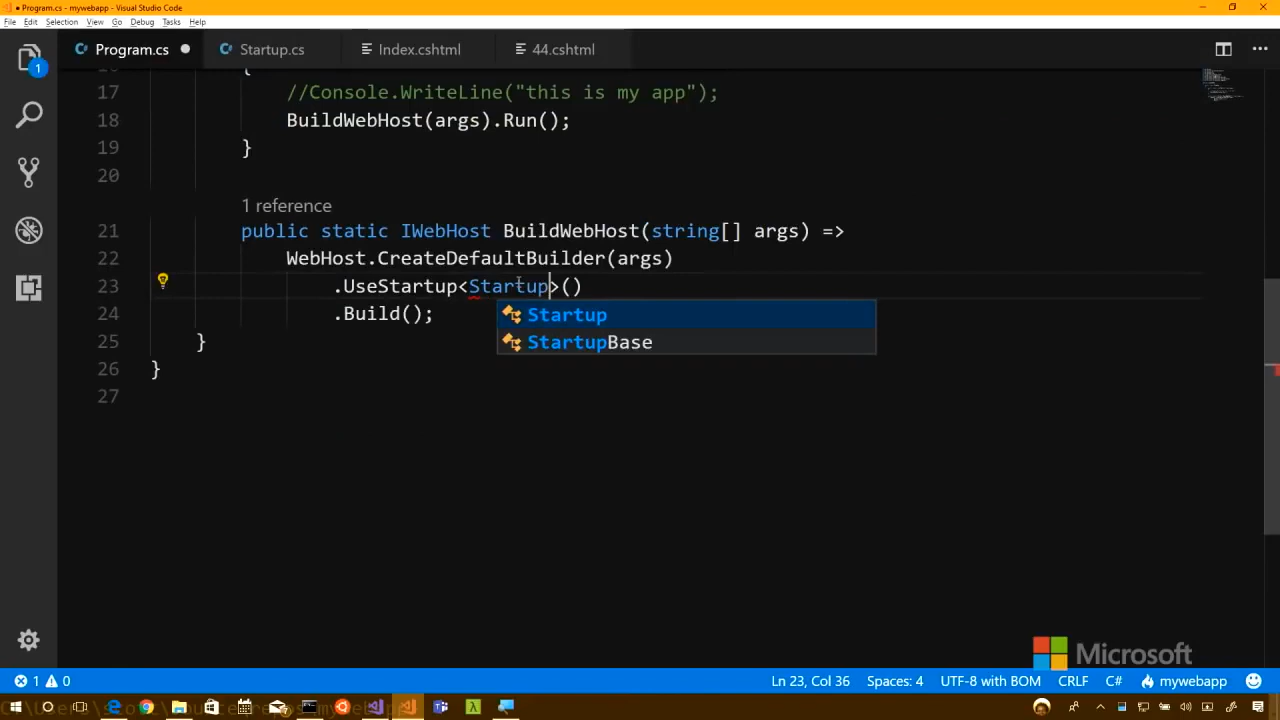 ● Program.cs - mywebapp - Visual Studio Code
File Edit Selection View Go Debug Tasks Help
Program.cs ● Startup.cs Index.cshtml 44.cshtml
1
{
17 //Console.WriteLine("this is my app");
18 BuildWebHost(args).Run();
19 }
20
1 reference
21 public static IWebHost BuildWebHost(string[] args) =>
22 WebHost.CreateDefaultBuilder(args)
23 .UseStartup<Startup>()
24 .Build();
Startup
StartupBase
25 }
26 }
27
Microsoft
1 0 Ln 23, Col 36 Spaces: 4 UTF-8 with BOM CRLF C# mywebapp